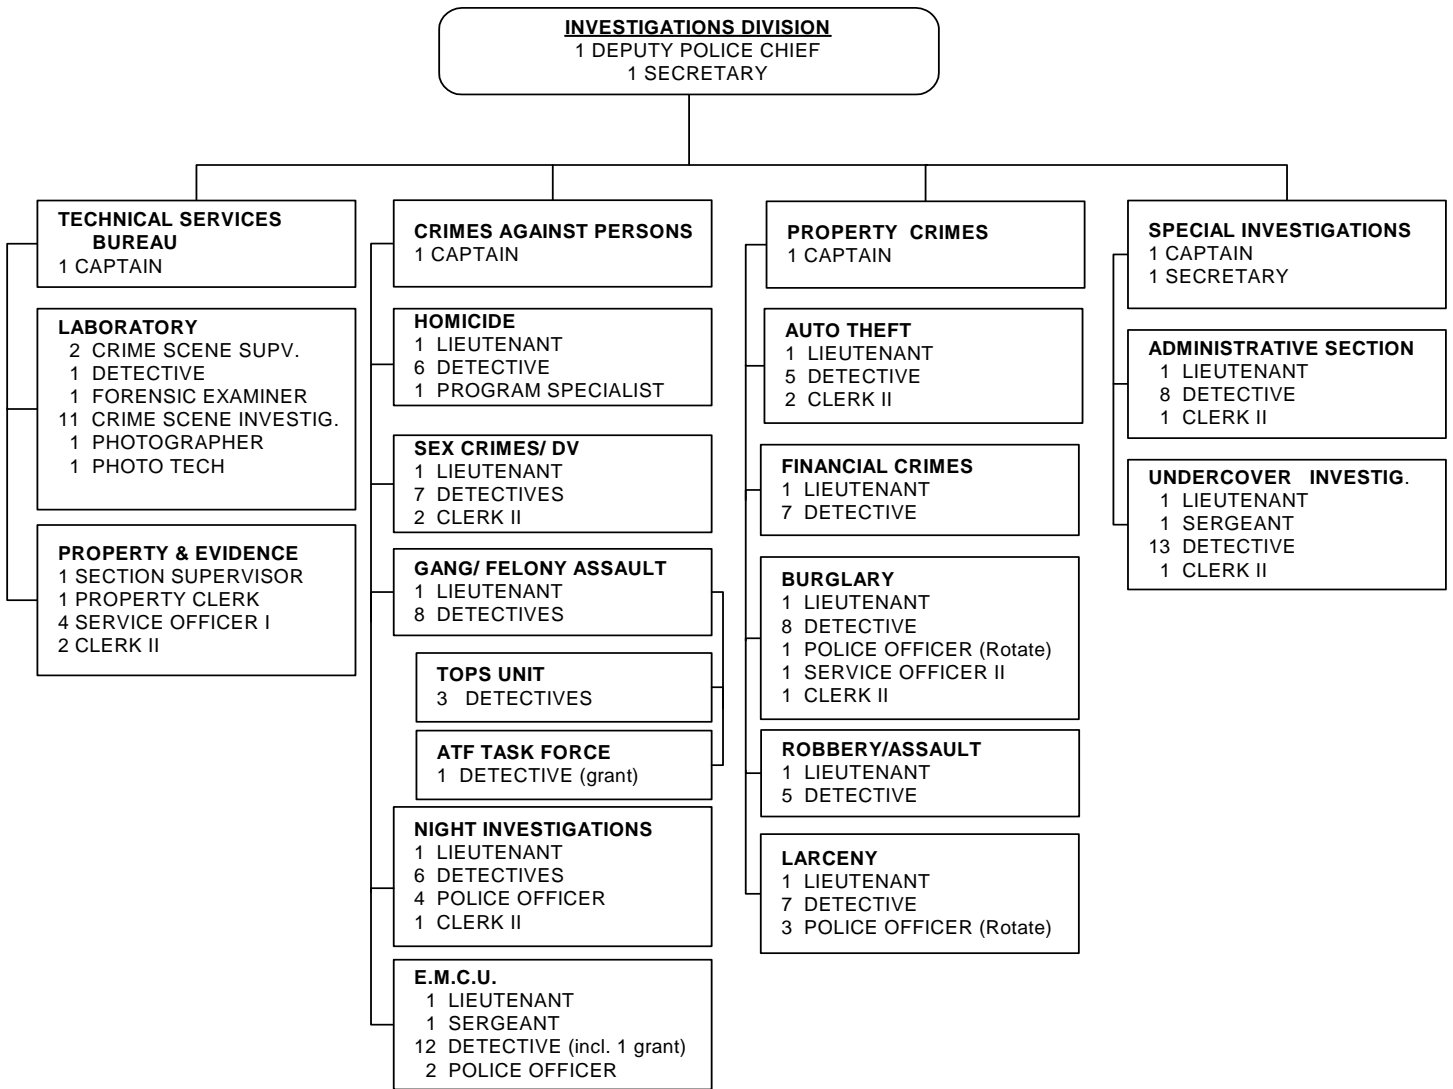 INVESTIGATIONS DIVISION
1 DEPUTY POLICE CHIEF
1 SECRETARY
TECHNICAL SERVICES
BUREAU
1 CAPTAIN
LABORATORY
2 CRIME SCENE SUPV.
1 DETECTIVE
1 FORENSIC EXAMINER
11 CRIME SCENE INVESTIG.
1 PHOTOGRAPHER
1 PHOTO TECH
PROPERTY & EVIDENCE
1 SECTION SUPERVISOR
1 PROPERTY CLERK
4 SERVICE OFFICER I
2 CLERK II
CRIMES AGAINST PERSONS
1 CAPTAIN
HOMICIDE
1 LIEUTENANT
6 DETECTIVE
1 PROGRAM SPECIALIST
SEX CRIMES/ DV
1 LIEUTENANT
7 DETECTIVES
2 CLERK II
GANG/ FELONY ASSAULT
1 LIEUTENANT
8 DETECTIVES
TOPS UNIT
3 DETECTIVES
ATF TASK FORCE
1 DETECTIVE (grant)
NIGHT INVESTIGATIONS
1 LIEUTENANT
6 DETECTIVES
4 POLICE OFFICER
1 CLERK II
E.M.C.U.
1 LIEUTENANT
1 SERGEANT
12 DETECTIVE (incl. 1 grant)
2 POLICE OFFICER
PROPERTY CRIMES
1 CAPTAIN
AUTO THEFT
1 LIEUTENANT
5 DETECTIVE
2 CLERK II
FINANCIAL CRIMES
1 LIEUTENANT
7 DETECTIVE
BURGLARY
1 LIEUTENANT
8 DETECTIVE
1 POLICE OFFICER (Rotate)
1 SERVICE OFFICER II
1 CLERK II
ROBBERY/ASSAULT
1 LIEUTENANT
5 DETECTIVE
LARCENY
1 LIEUTENANT
7 DETECTIVE
3 POLICE OFFICER (Rotate)
SPECIAL INVESTIGATIONS
1 CAPTAIN
1 SECRETARY
ADMINISTRATIVE SECTION
1 LIEUTENANT
8 DETECTIVE
1 CLERK II
UNDERCOVER INVESTIG.
1 LIEUTENANT
1 SERGEANT
13 DETECTIVE
1 CLERK II